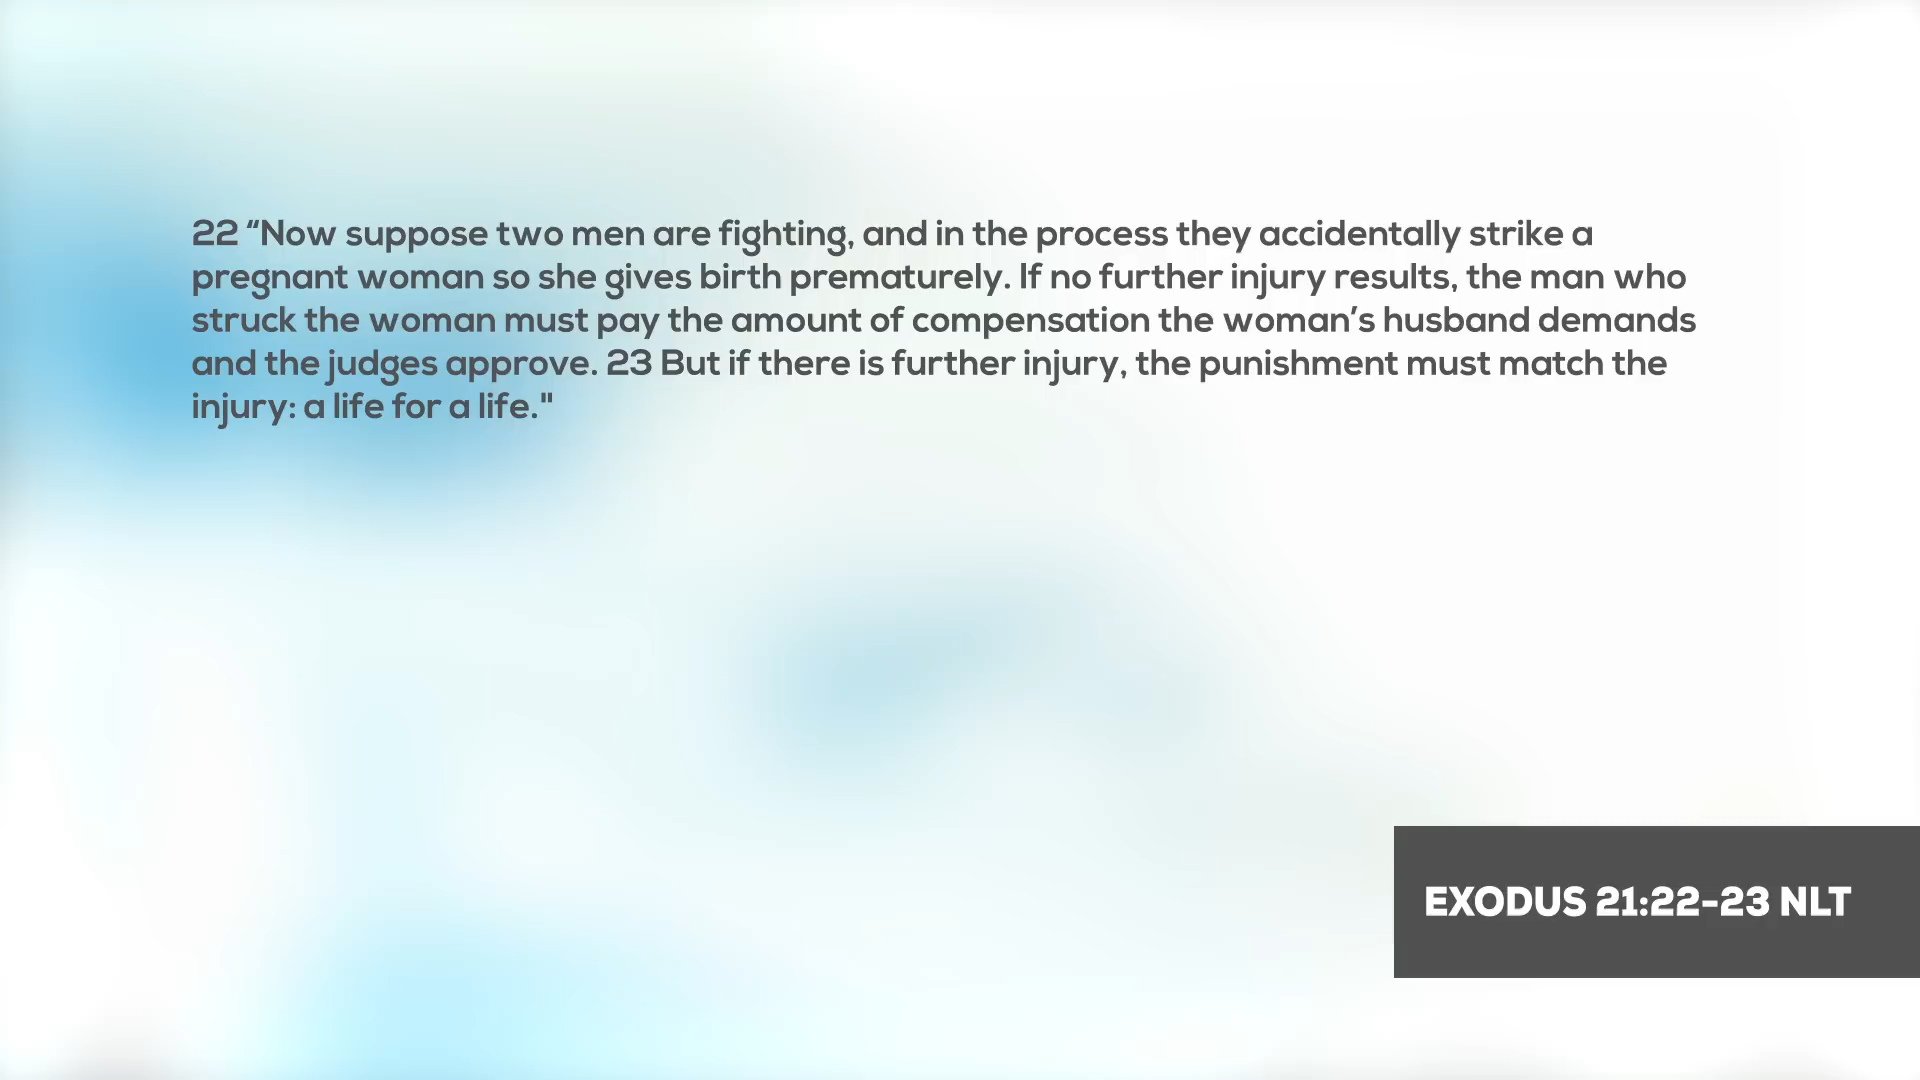 22 “Now suppose two men are fighting, and in the process they accidentally strike a
pregnant woman so she gives birth prematurely. If no further injury results, the man who
struck the woman must pay the amount of compensation the woman’s husband demands
and the judges approve. 23 But if there is further injury, the punishment must match the
injury: a life for a life."
EXODUS 21:22-23 NLT